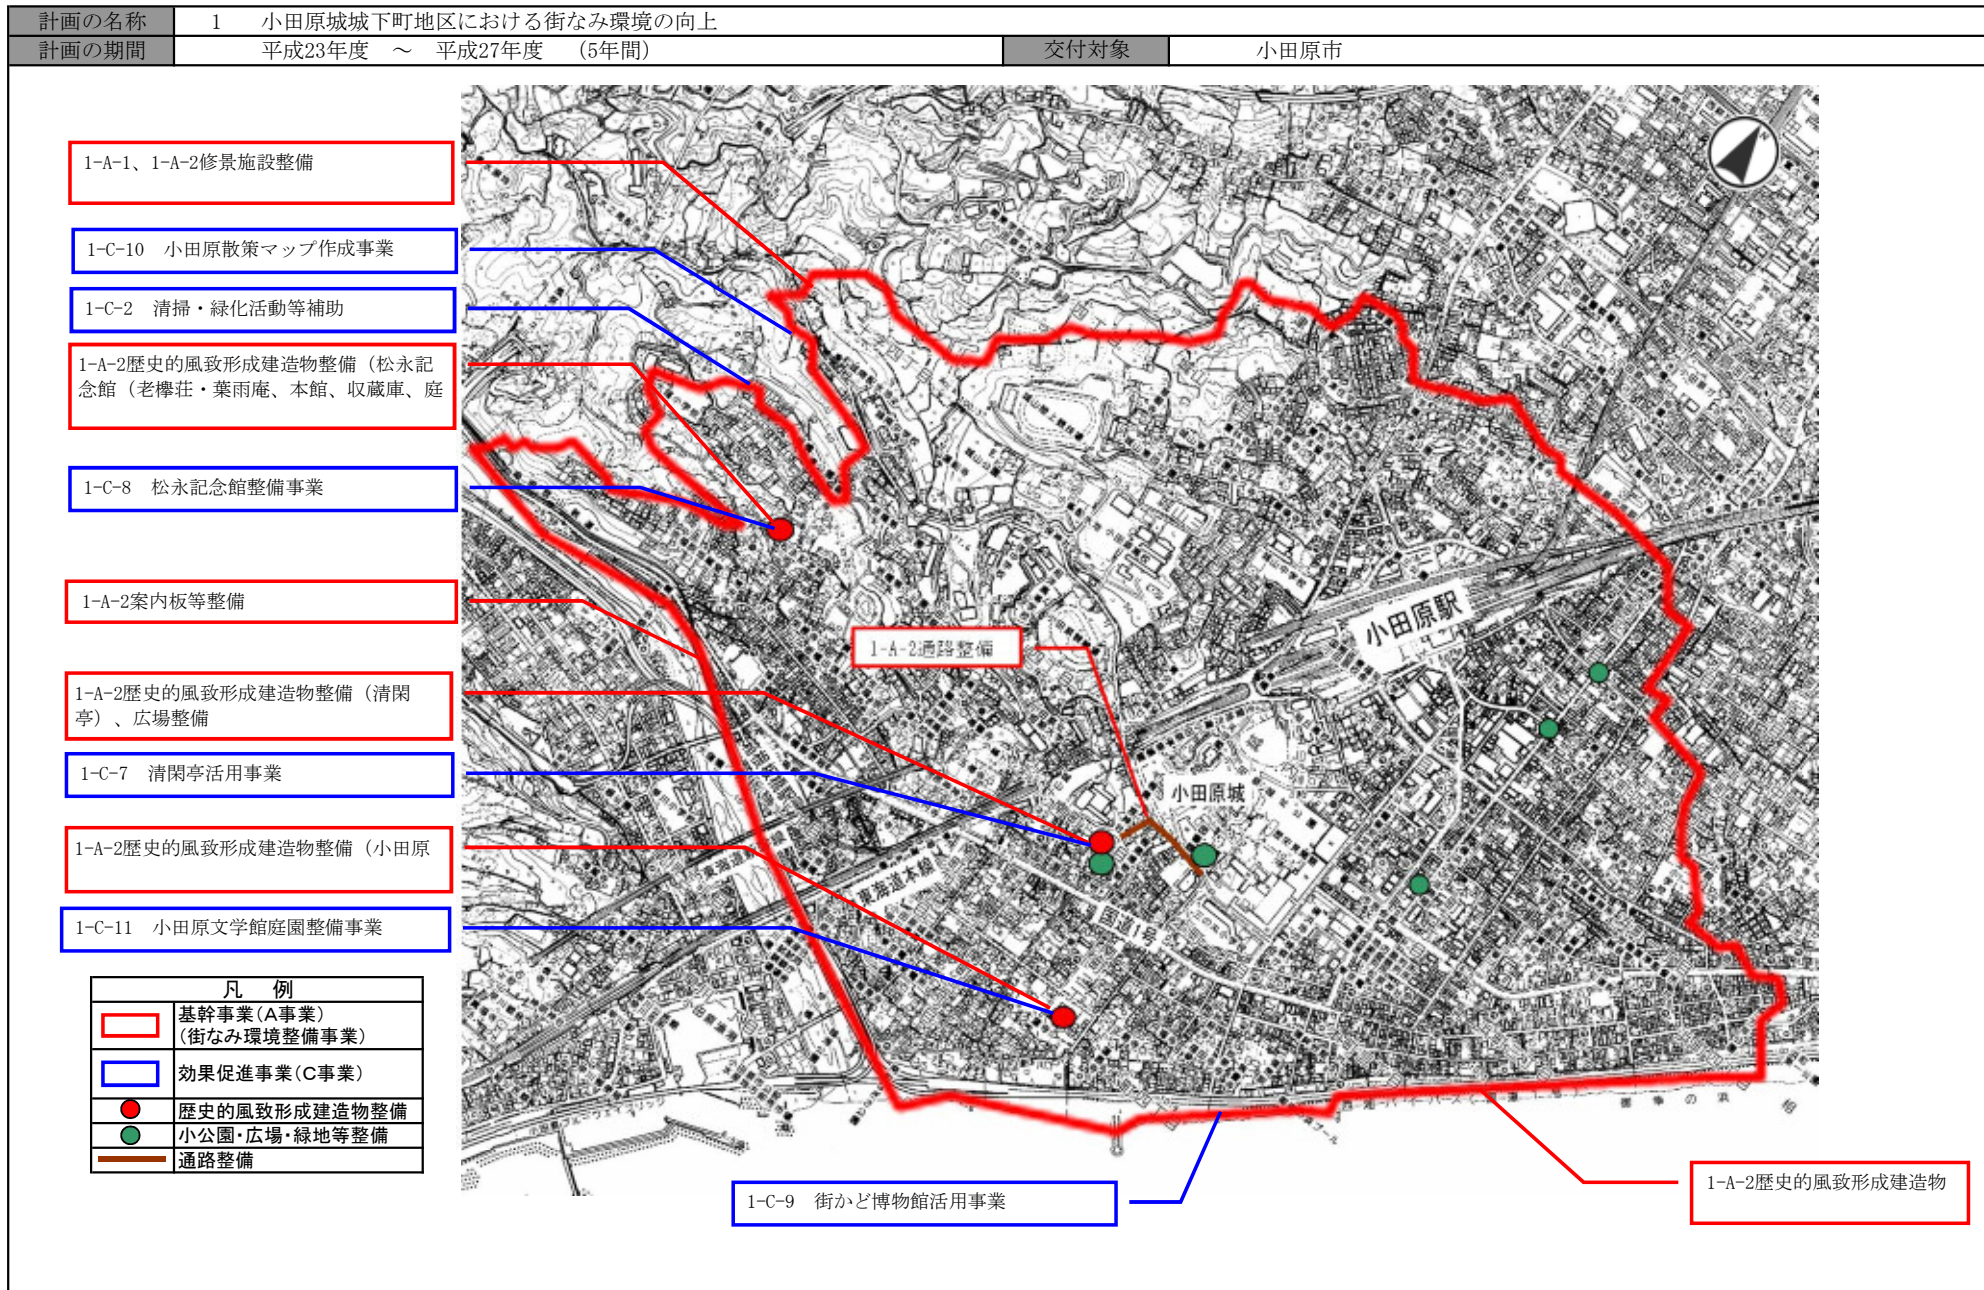 計画の名称 1 小田原城城下町地区における街なみ環境の向上
計画の期間 平成23年度 ～ 平成27年度 (5年間) 交付対象 小田原市
1-A-1、1-A-2修景施設整備
1-C-10 小田原散策マップ作成事業
1-C-2 清掃・緑化活動等補助
1-A-2歴史的風致形成建造物整備（松永記
念館（老欅荘・葉雨庵、本館、収蔵庫、庭
1-C-8 松永記念館整備事業
1-A-2案内板等整備
1-A-2通路整備
小田原駅
1-A-2歴史的風致形成建造物整備（清閑
亭）、広場整備
1-C-7 清閑亭活用事業
小田原城
1-A-2歴史的風致形成建造物整備（小田原
東海道本線
国道1号
1-C-11 小田原文学館庭園整備事業
凡 例
基幹事業(A事業)
(街なみ環境整備事業)
効果促進事業(C事業)
歴史的風致形成建造物整備
小公園・広場・緑地等整備
通路整備
御幸の浜
1-C-9 街かど博物館活用事業
1-A-2歴史的風致形成建造物